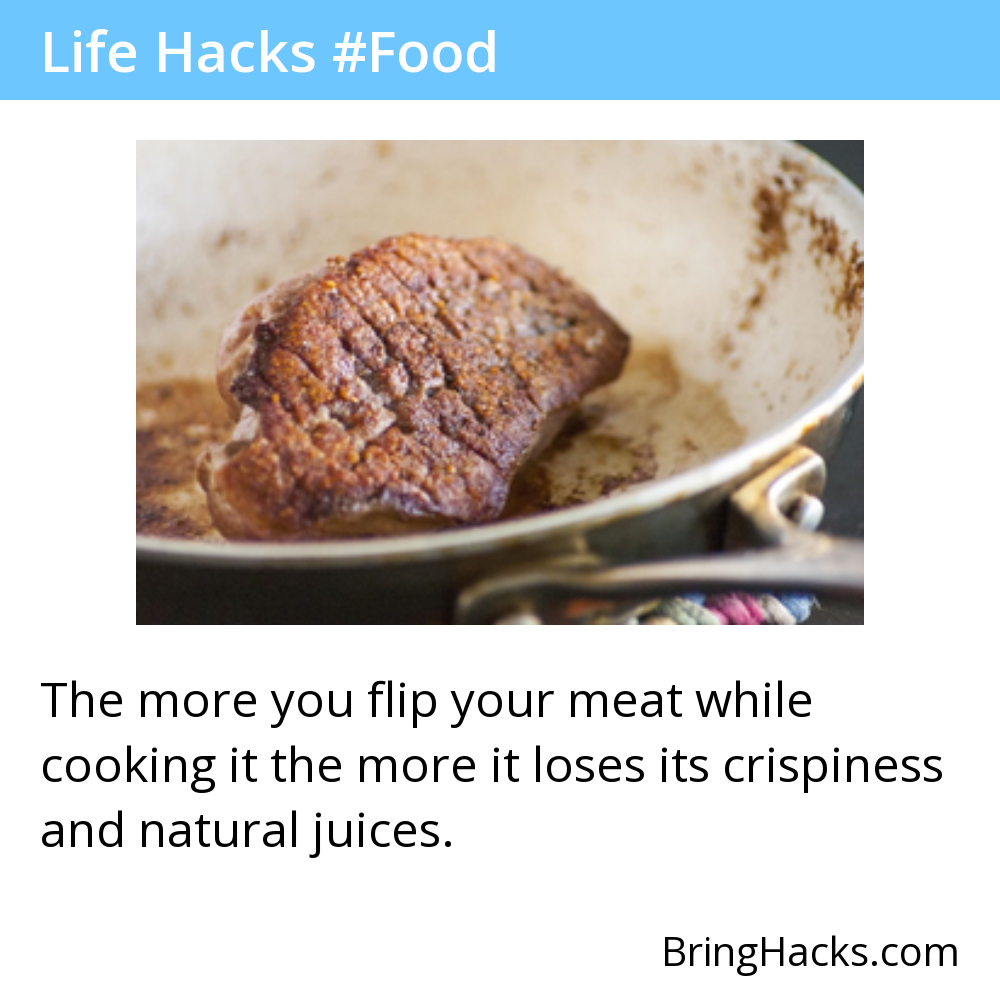 Life Hacks #Food
The more you flip your meat while
cooking it the more it loses its crispiness
and natural juices.
BringHacks.com